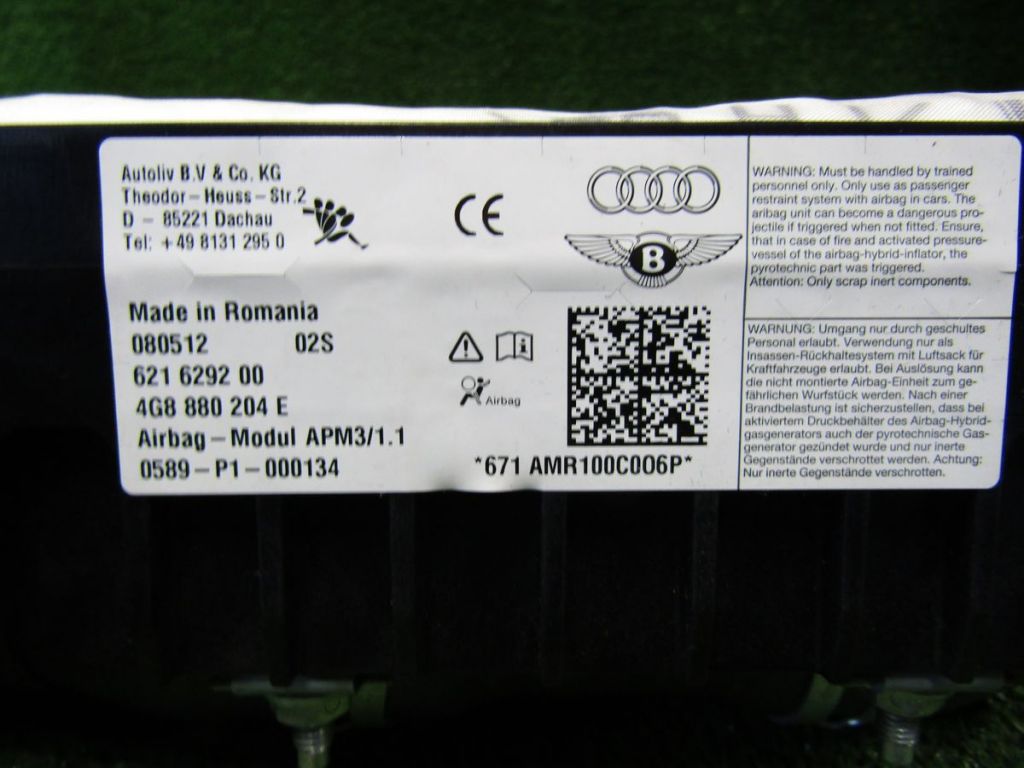 Autoliv B.V & Co. KG
Theodor-Heuss-Str.2
D - 85221 Dachau
Tel: +49 8131 295 0
CE
B
Made in Romania
080512 02S
621 6292 00
4G8 880 204 E
Airbag-Modul APM3/1.1
0589-P1-000134
Airbag
*671 AMR100C006P*
WARNING: Must be handled by trained
personnel only. Only use as passenger
restraint system with airbag in cars. The
aribag unit can become a dangerous pro-
jectile if triggered when not fitted. Ensure,
that in case of fire and activated pressure-
vessel of the airbag-hybrid-inflator, the
pyrotechnic part was triggered.
Attention: Only scrap inert components.
WARNUNG: Umgang nur durch geschultes
Personal erlaubt. Verwendung nur als
Insassen-Rückhaltesystem mit Luftsack für
Kraftfahrzeuge erlaubt. Bei Auslösung kann
die nicht montierte Airbag-Einheit zum ge-
fährlichen Wurfstück werden. Nach einer
Brandbelastung ist sicherzustellen, dass bei
aktiviertem Druckbehälter des Airbag-Hybrid-
gasgenerators auch der pyrotechnische Gas-
generator gezündet wurde und nur inerte
Gegenstände verschrottet werden. Achtung:
Nur inerte Gegenstände verschrotten.